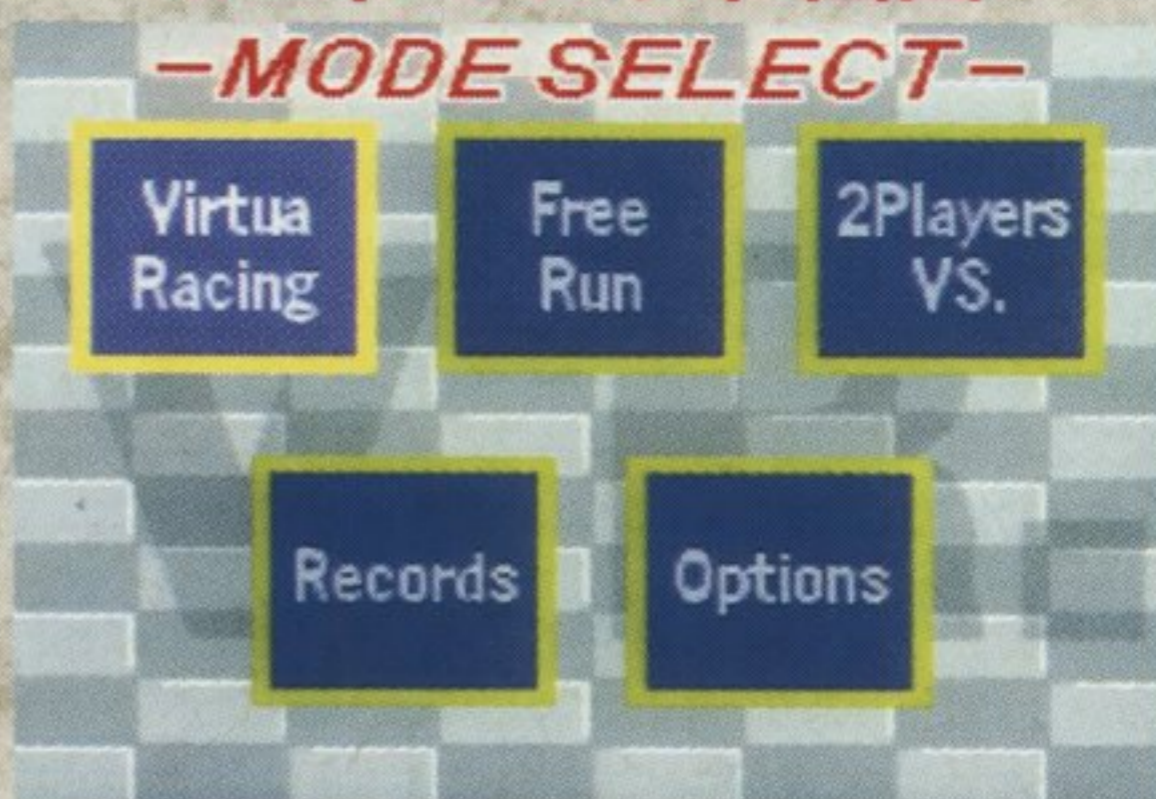 -MODE SELECT-
Virtua
Racing
Free
Run
2Players
VS.
Records
Options